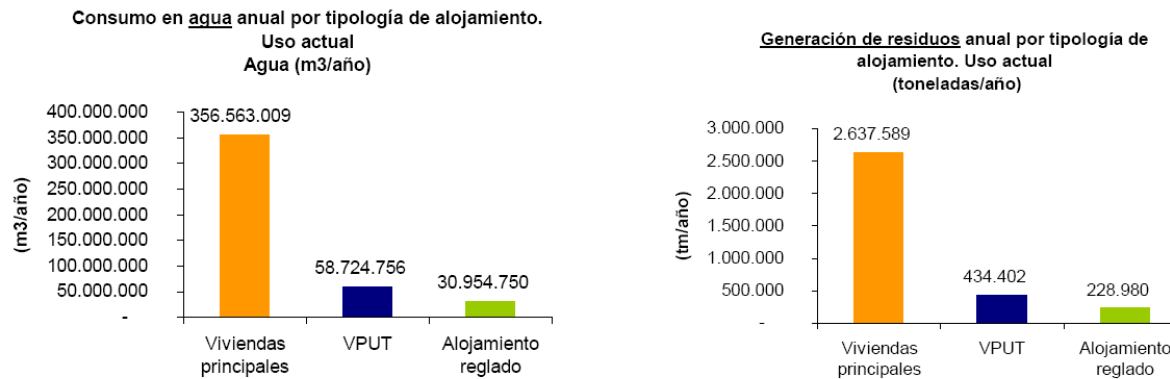 Consumo en agua anual por tipología de alojamiento.
Uso actual
Agua (m3/año)
(m3/año)
400.000.000
350.000.000
300.000.000
250.000.000
200.000.000
150.000.000
100.000.000
50.000.000
-
356.563.009
58.724.756
30.954.750
Viviendas
principales
VPUT
Alojamiento
reglado
Generación de residuos anual por tipología de
alojamiento. Uso actual
(toneladas/año)
(tm/año)
3.000.000
2.500.000
2.000.000
1.500.000
1.000.000
500.000
-
2.637.589
434.402
228.980
Viviendas
principales
VPUT
Alojamiento
reglado